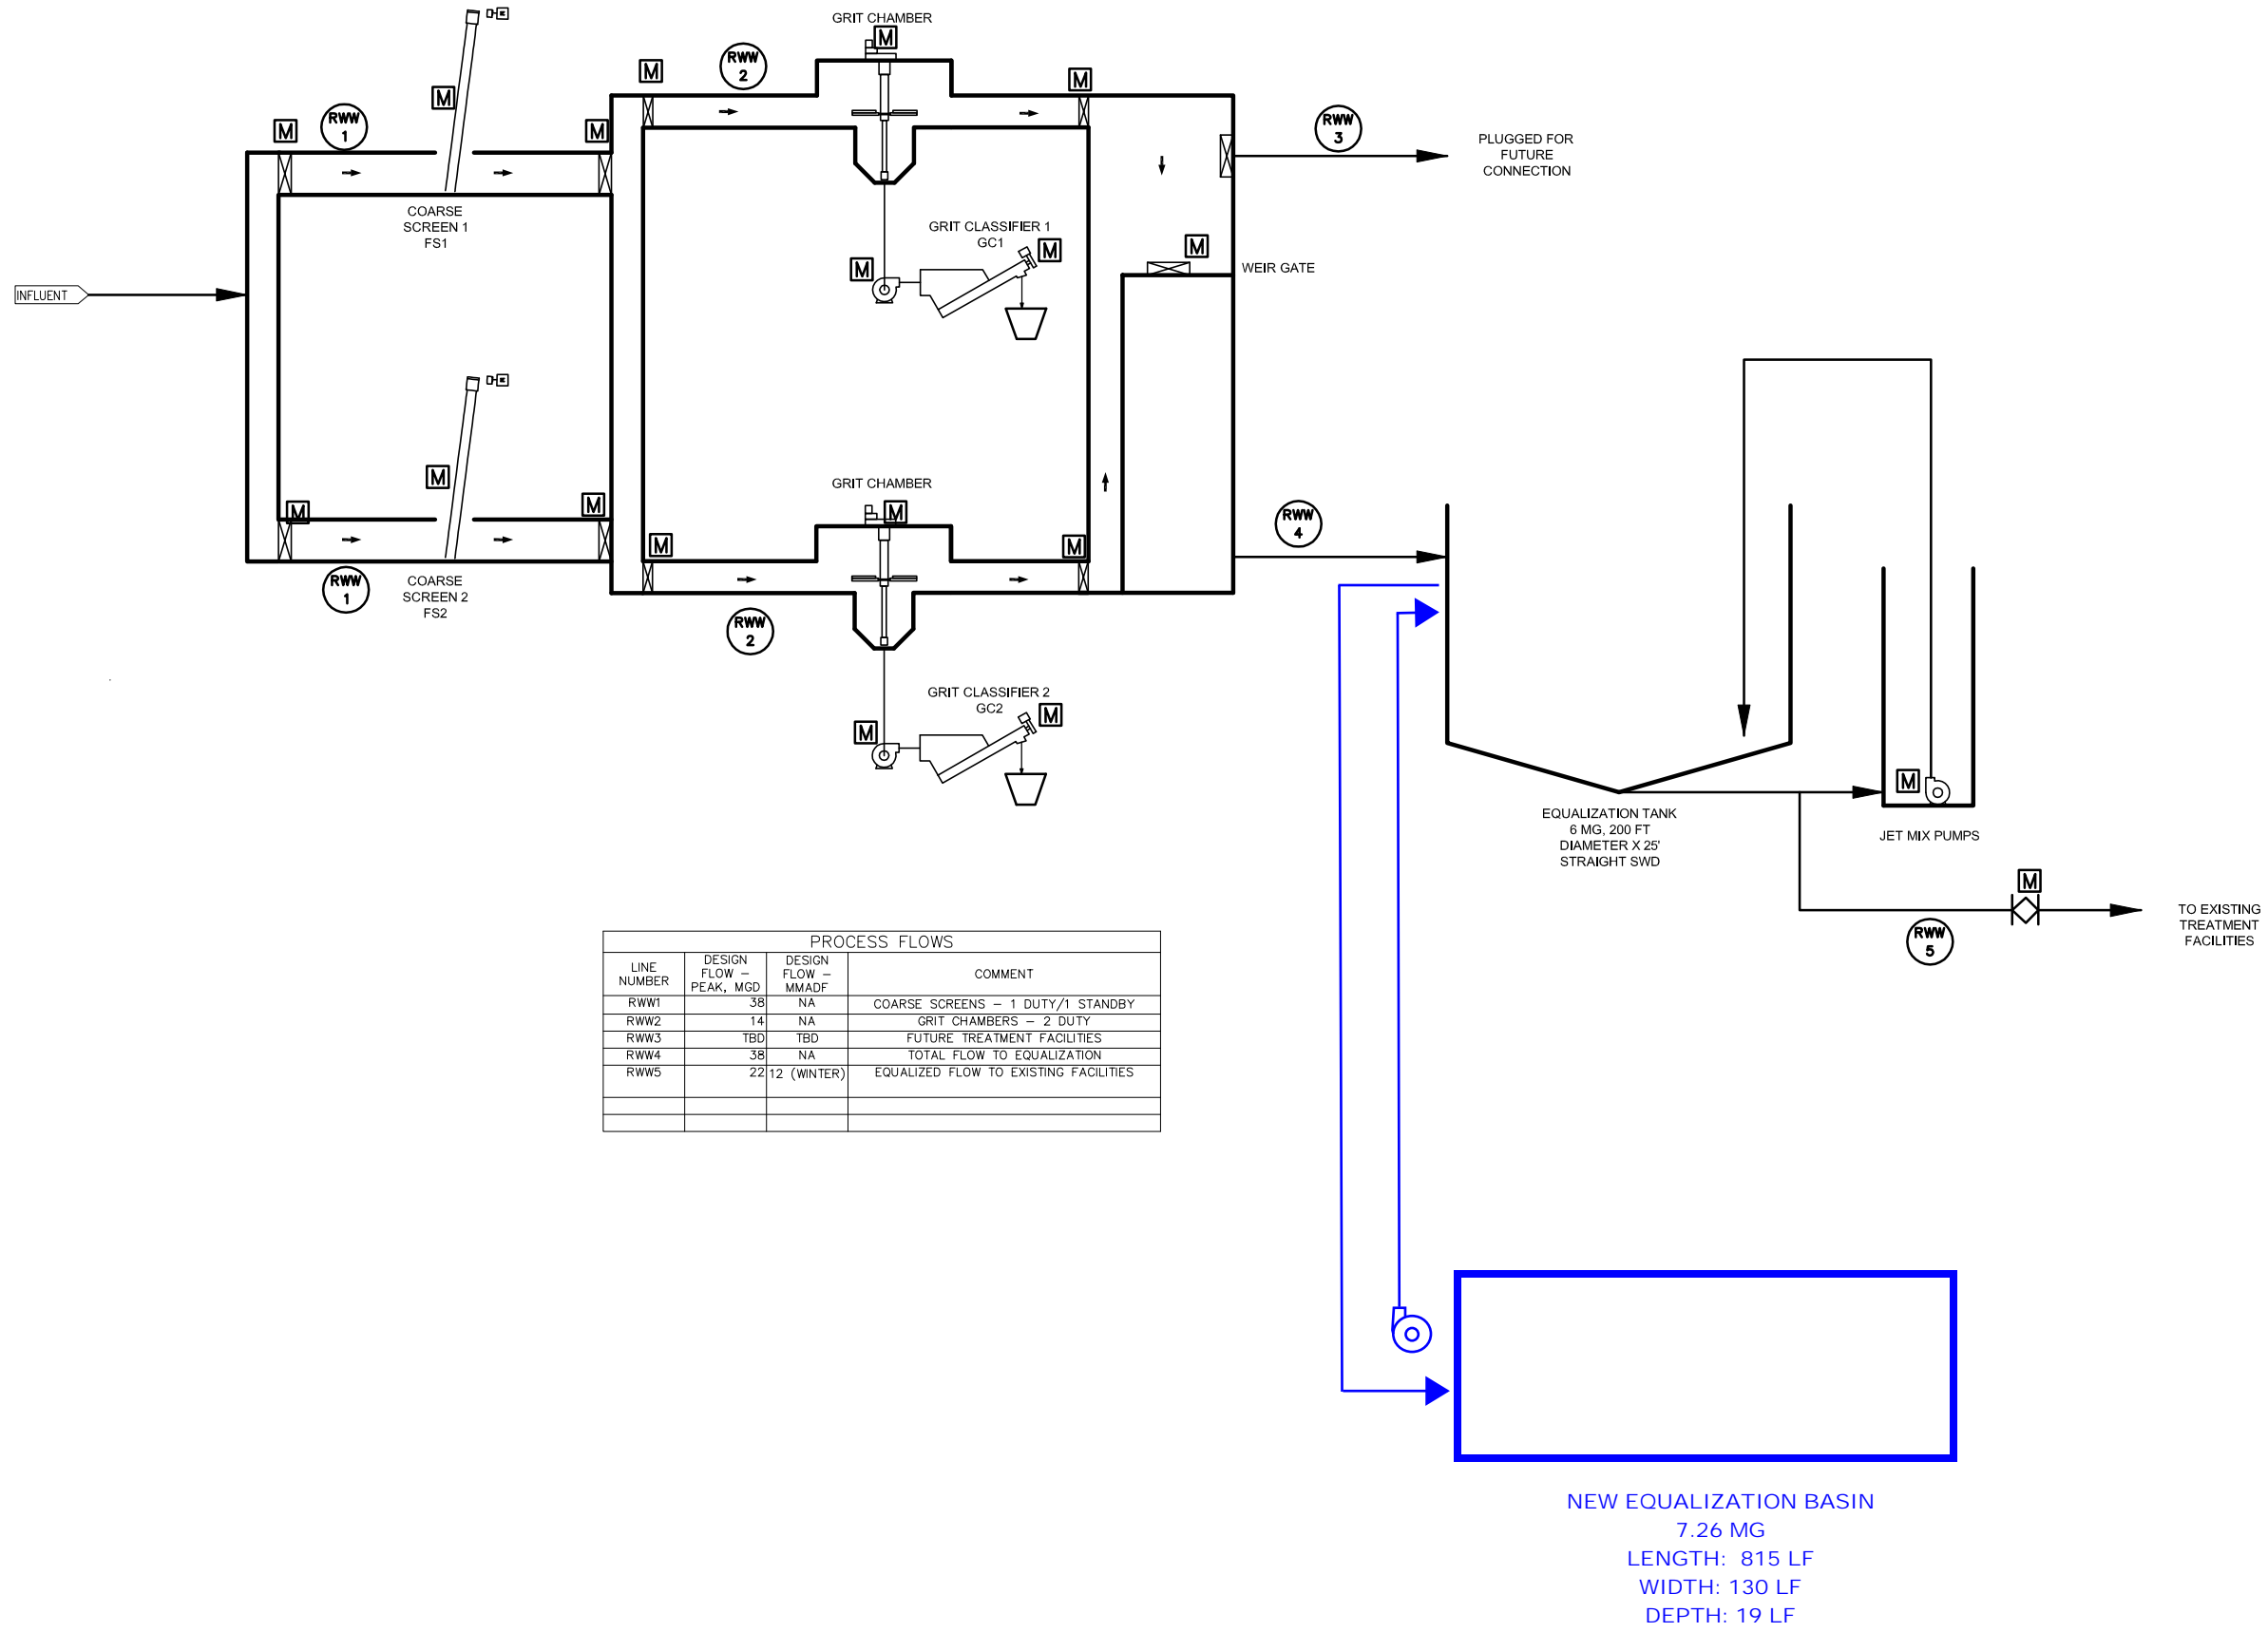 GRIT CHAMBER
M
RWW
2
M
M
M
M
M
RWW
1
M
RWW
3
PLUGGED FOR
FUTURE
CONNECTION
COARSE
SCREEN 1
FS1
GRIT CLASSIFIER 1
GC1
M
M
M
WEIR GATE
INFLUENT
M
M
M
GRIT CHAMBER
M
M
M
RWW
4
RWW
1
COARSE
SCREEN 2
FS2
RWW
2
GRIT CLASSIFIER 2
GC2
M
M
M
EQUALIZATION TANK
6 MG, 200 FT
DIAMETER X 25'
STRAIGHT SWD
JET MIX PUMPS
M
RWW
5
TO EXISTING
TREATMENT
FACILITIES
PROCESS FLOWS
LINE NUMBER DESIGN FLOW – PEAK, MGD DESIGN FLOW – MMADF COMMENT
RWW1 38 NA COARSE SCREENS – 1 DUTY/1 STANDBY
RWW2 14 NA GRIT CHAMBERS – 2 DUTY
RWW3 TBD TBD FUTURE TREATMENT FACILITIES
RWW4 38 NA TOTAL FLOW TO EQUALIZATION
RWW5 22 12 (WINTER) EQUALIZED FLOW TO EXISTING FACILITIES
NEW EQUALIZATION BASIN
7.26 MG
LENGTH: 815 LF
WIDTH: 130 LF
DEPTH: 19 LF